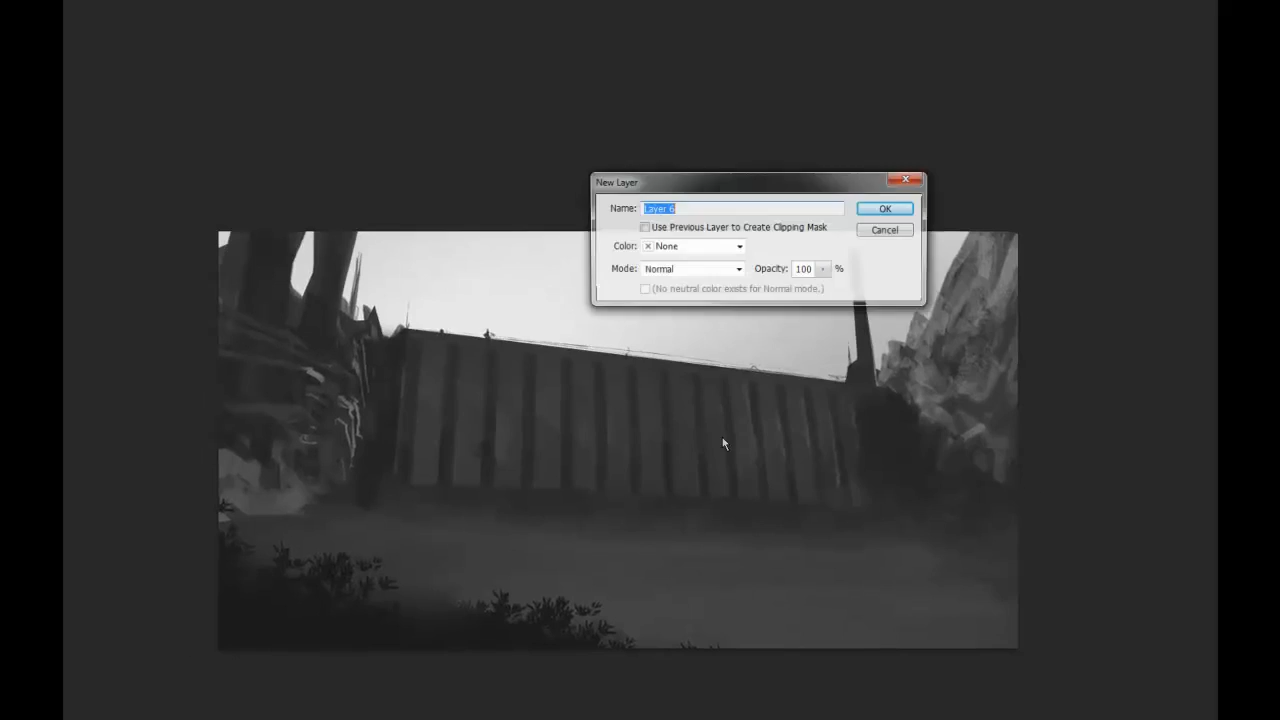 New Layer
Name: Layer 6 OK
Use Previous Layer to Create Clipping Mask Cancel
Color: None
Mode: Normal Opacity: 100 %
(No neutral color exists for Normal mode.)